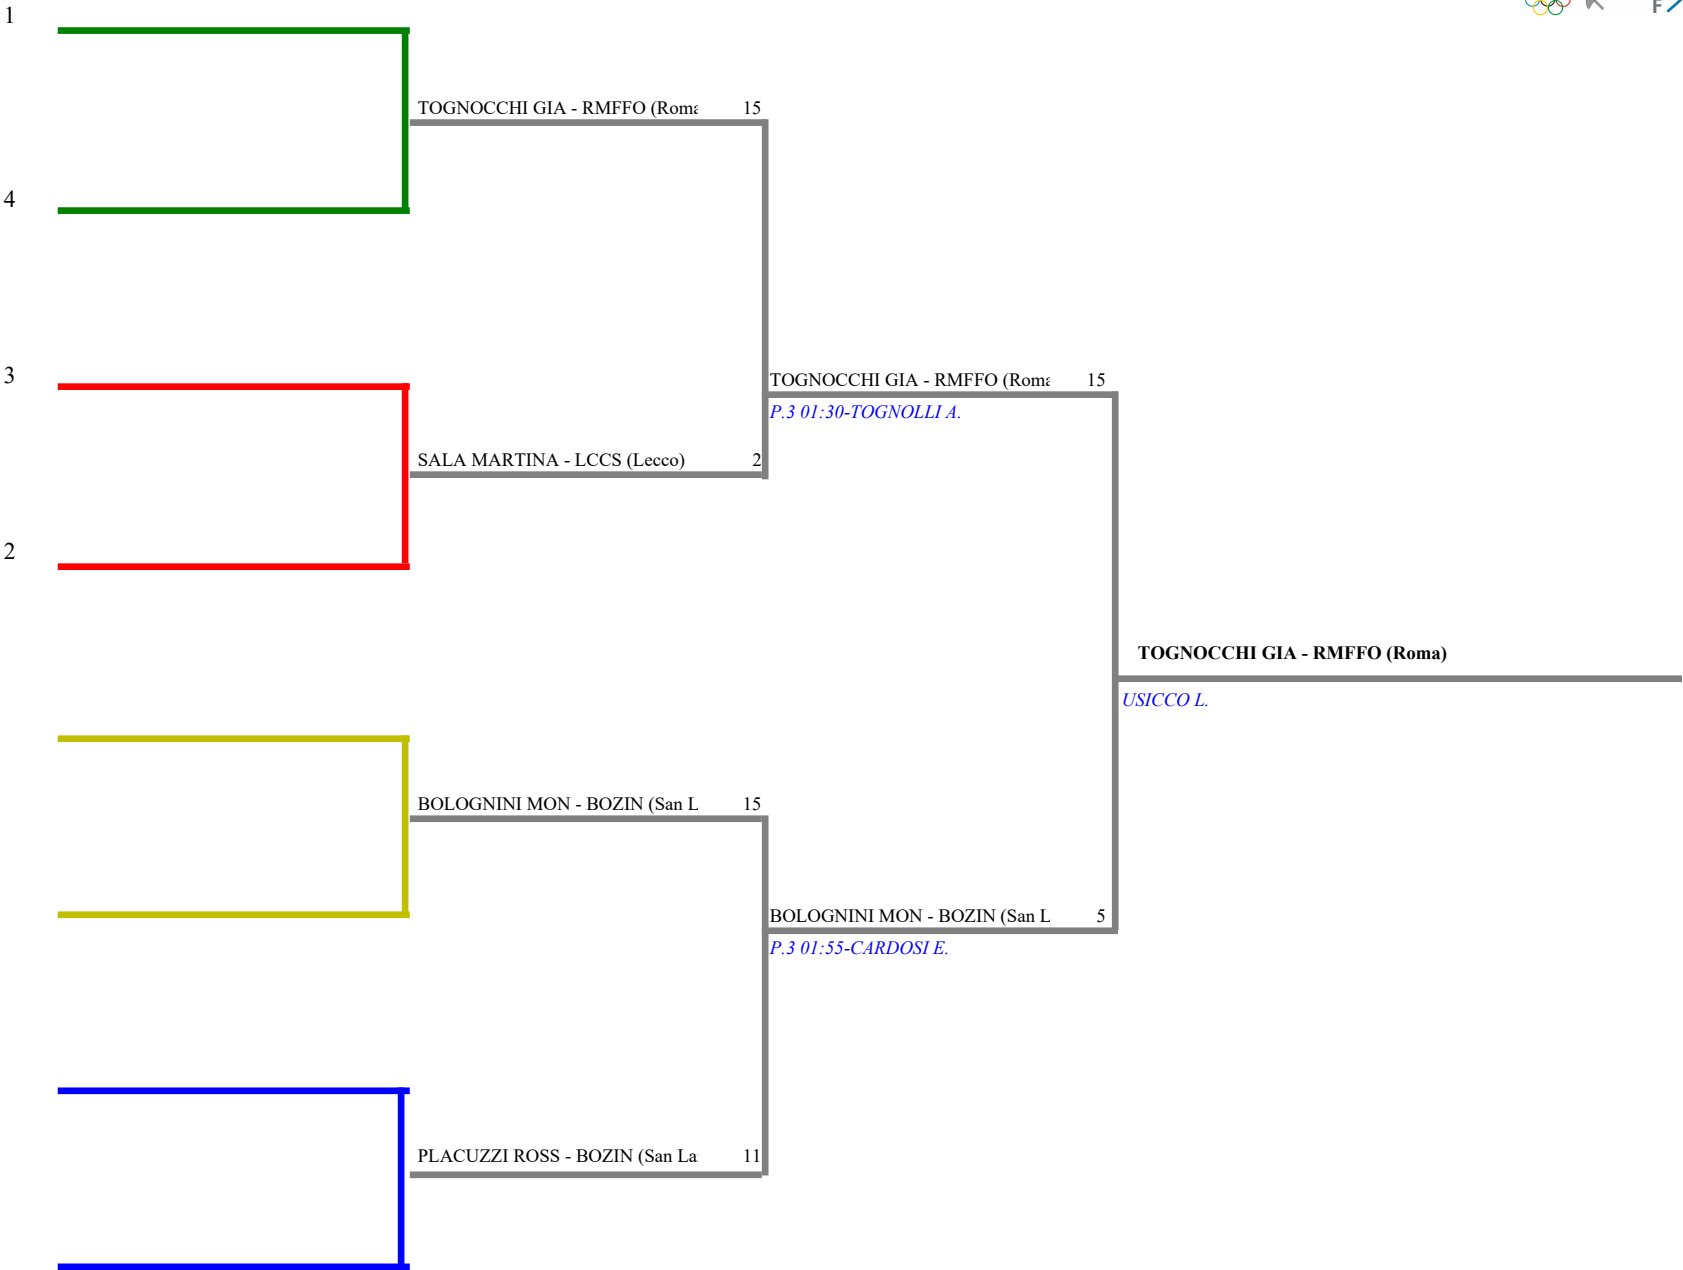 1
F
TOGNOCCHI GIA - RMFFO (Roma 15
4
3
TOGNOCCHI GIA - RMFFO (Roma 15
P.3 01:30-TOGNOLLI A.
SALA MARTINA - LCCS (Lecco) 2
2
TOGNOCCHI GIA - RMFFO (Roma)
USICCO L.
BOLOGNINI MON - BOZIN (San L 15
BOLOGNINI MON - BOZIN (San L 5
P.3 01:55-CARDOSI E.
PLACUZZI ROSS - BOZIN (San La 11